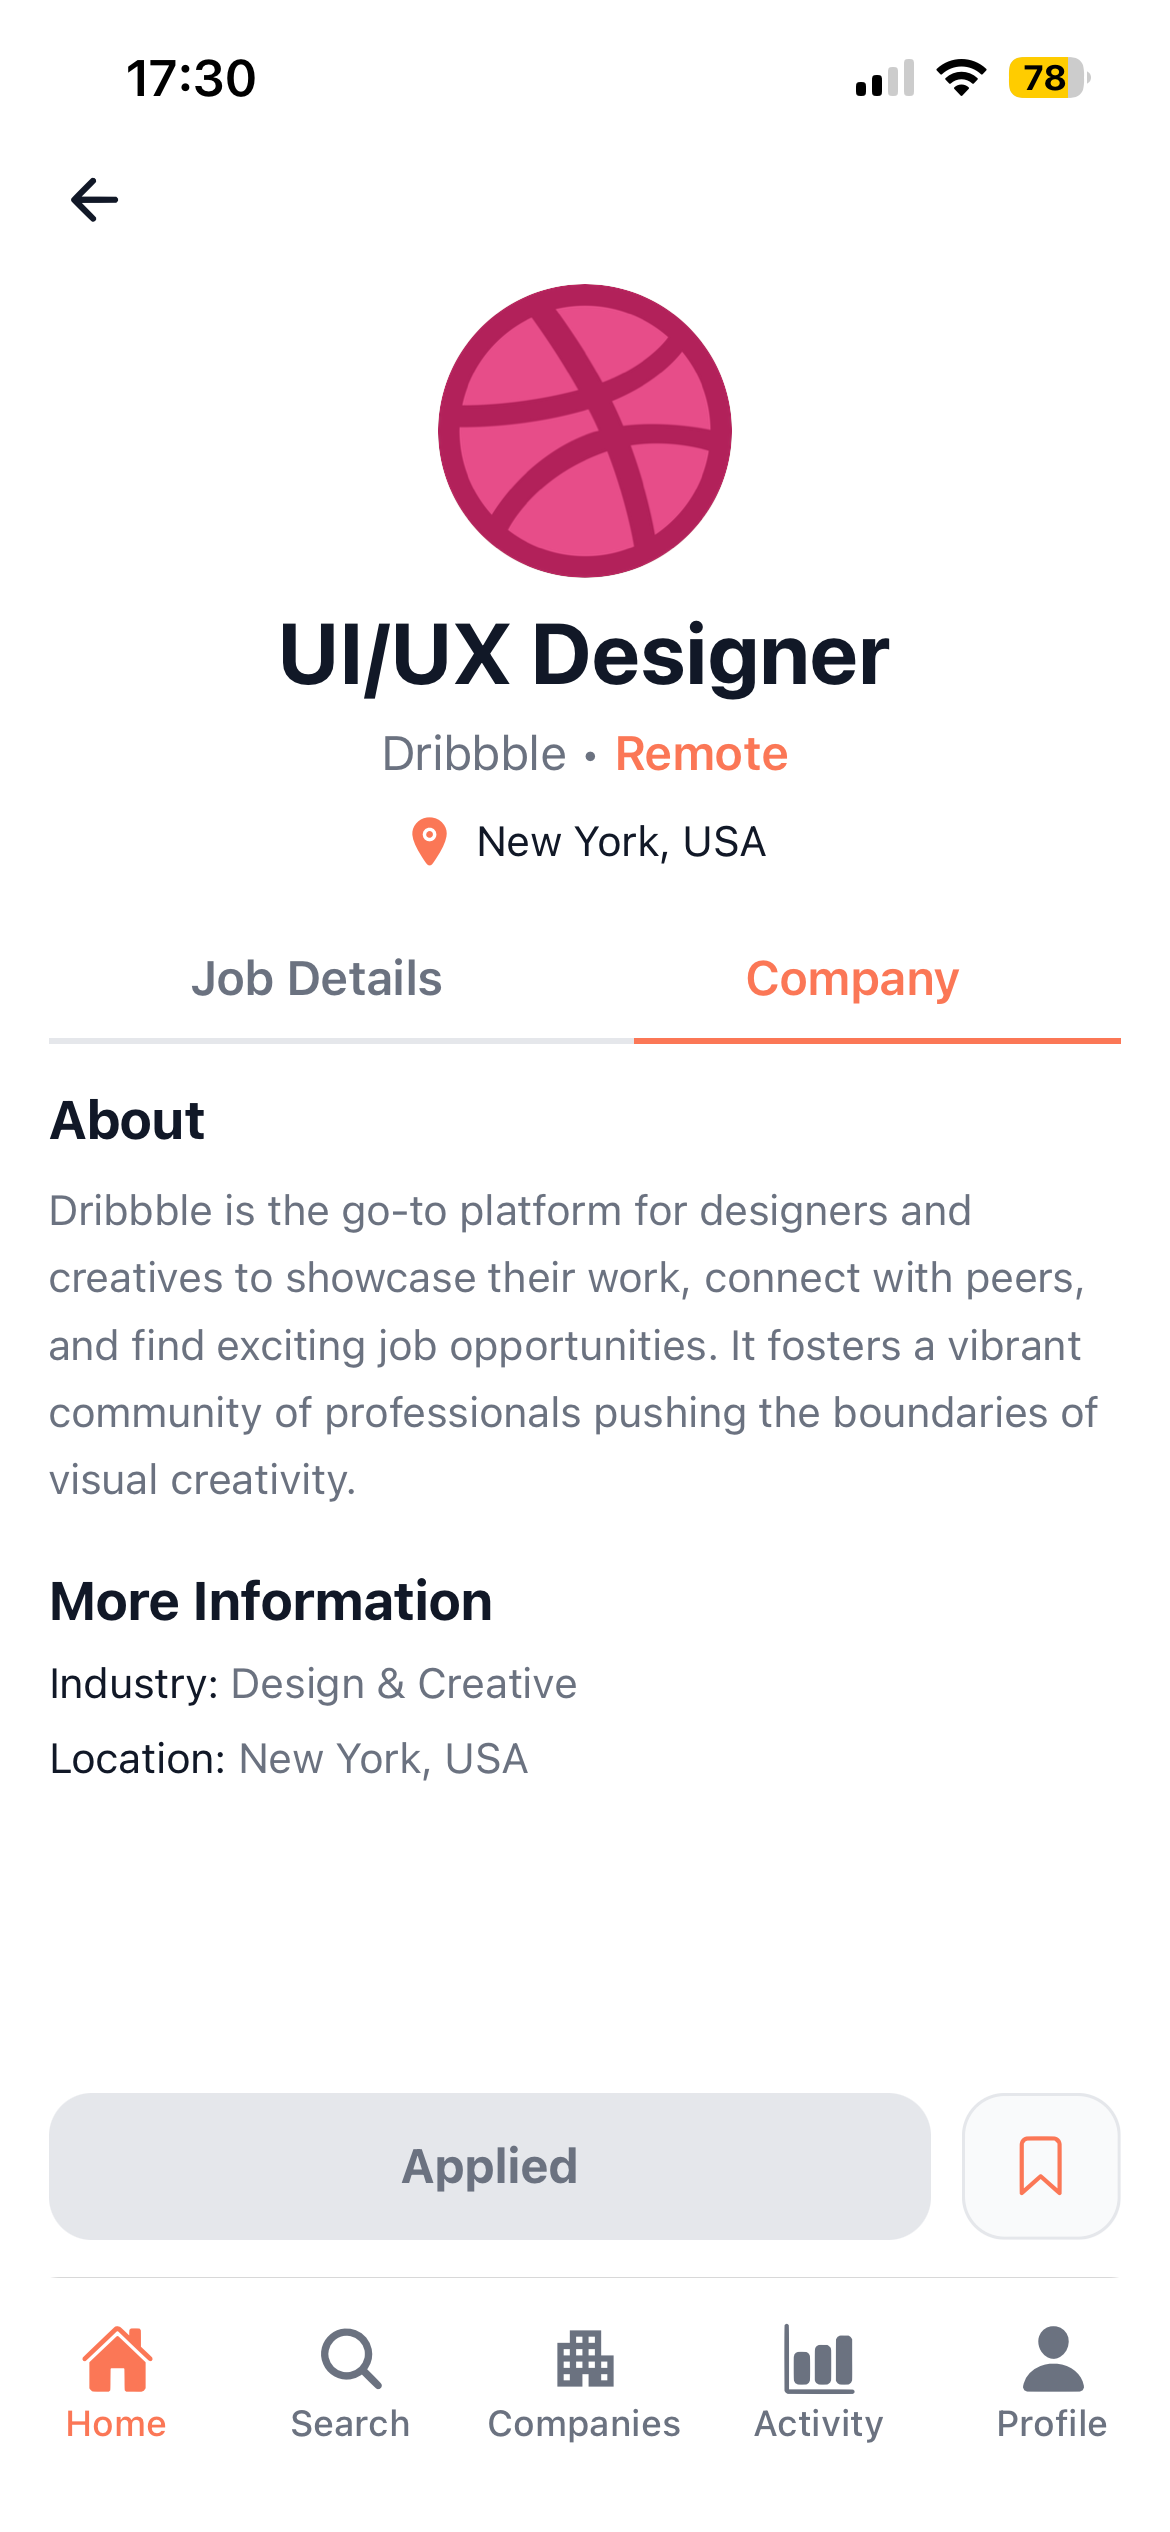 17:30
78
UI/UX Designer
Dribbble • Remote
New York, USA
Job Details
Company
About
Dribbble is the go-to platform for designers and
creatives to showcase their work, connect with peers,
and find exciting job opportunities. It fosters a vibrant
community of professionals pushing the boundaries of
visual creativity.
More Information
Industry: Design & Creative
Location: New York, USA
Applied
Home
Search
Companies
Activity
Profile